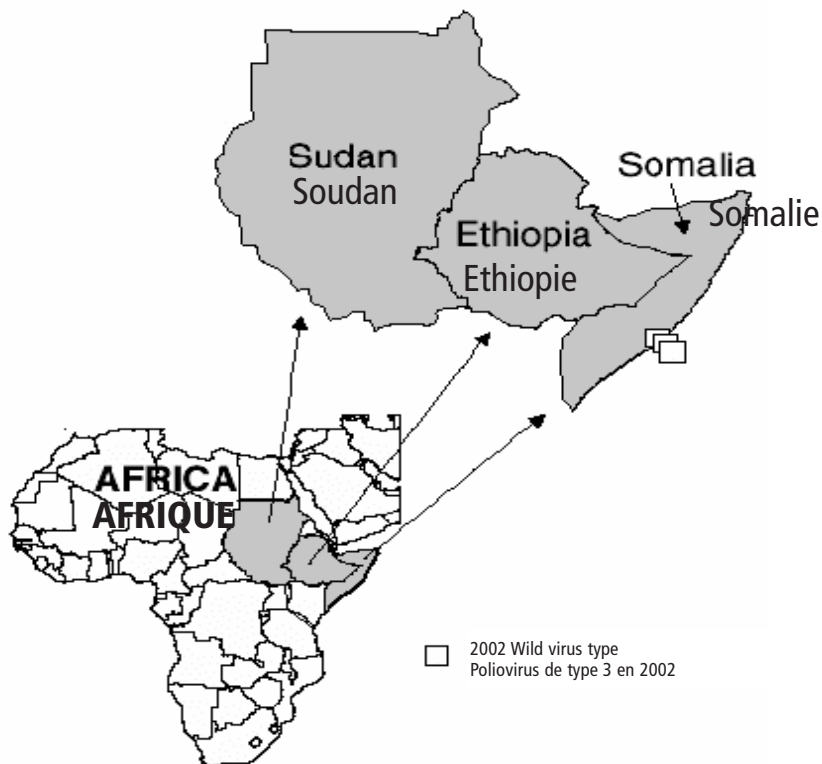 Sudan
Soudan
Somalia
Somalie
Ethiopia
Ethiopie
AFRICA
AFRIQUE
2002 Wild virus type
Poliovirus de type 3 en 2002